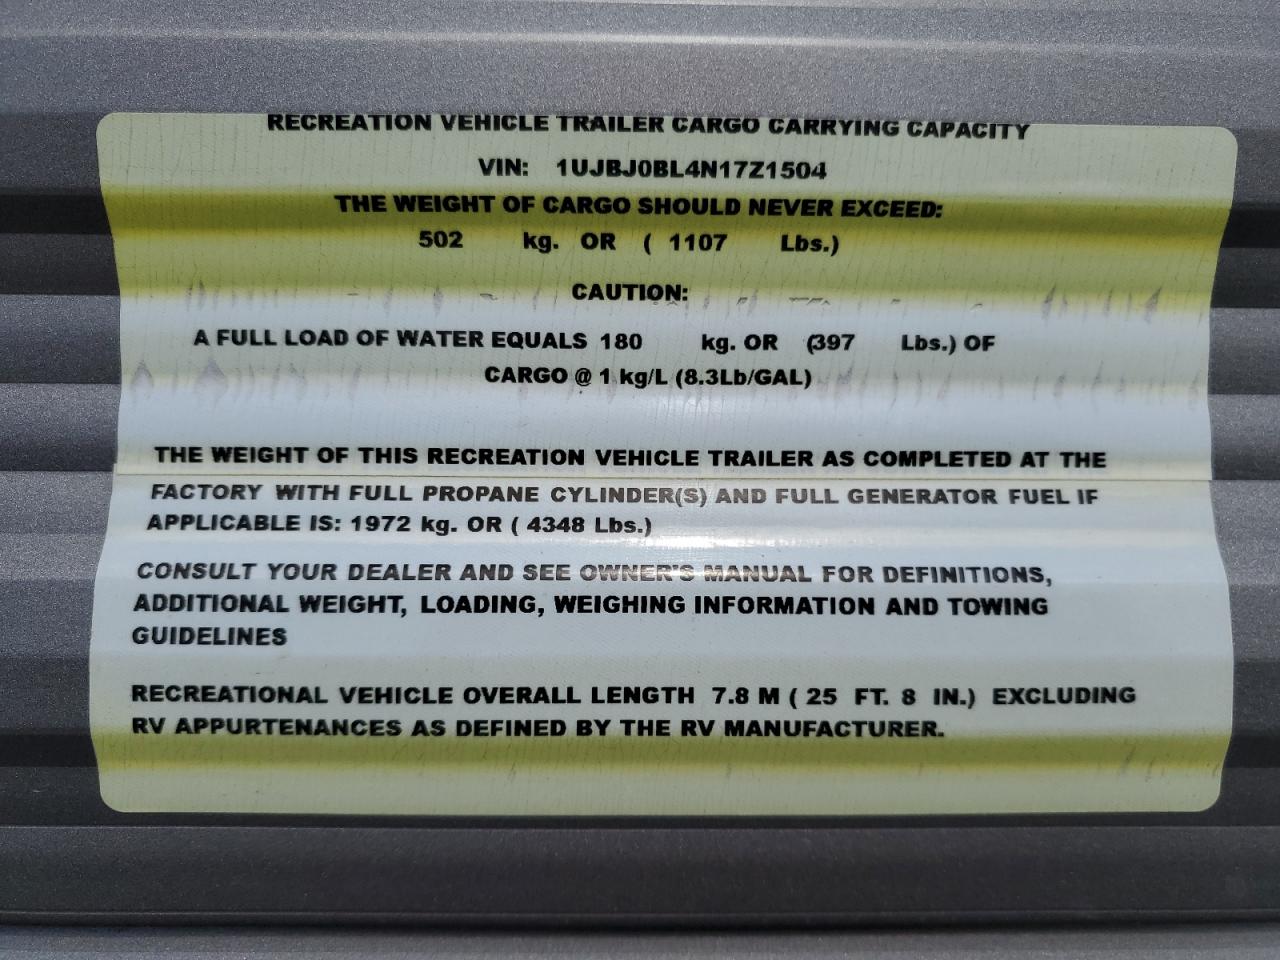 RECREATION VEHICLE TRAILER CARGO CARRYING CAPACITY
VIN: 1UJBJ0BL4N17Z1504
THE WEIGHT OF CARGO SHOULD NEVER EXCEED:
502 kg. OR ( 1107 Lbs.)
CAUTION:
A FULL LOAD OF WATER EQUALS 180 kg. OR (397 Lbs.) OF
CARGO @ 1 kg/L (8.3Lb/GAL)
THE WEIGHT OF THIS RECREATION VEHICLE TRAILER AS COMPLETED AT THE
FACTORY WITH FULL PROPANE CYLINDER(S) AND FULL GENERATOR FUEL IF
APPLICABLE IS: 1972 kg. OR ( 4348 Lbs.)
CONSULT YOUR DEALER AND SEE OWNER'S MANUAL FOR DEFINITIONS,
ADDITIONAL WEIGHT, LOADING, WEIGHING INFORMATION AND TOWING
GUIDELINES
RECREATIONAL VEHICLE OVERALL LENGTH 7.8 M ( 25 FT. 8 IN.) EXCLUDING
RV APPURTENANCES AS DEFINED BY THE RV MANUFACTURER.